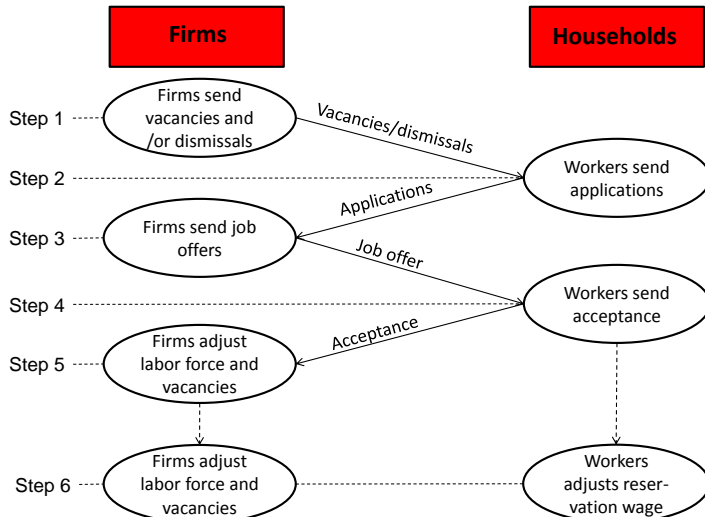 Firms
Households
Step 1
Firms send
vacancies and
/or dismissals
Vacancies/dismissals
Step 2
Workers send
applications
Applications
Step 3
Firms send job
offers
Job offer
Step 4
Workers send
acceptance
Acceptance
Step 5
Firms adjust
labor force and
vacancies
Step 6
Firms adjust
labor force and
vacancies
Workers
adjusts reser-
vation wage